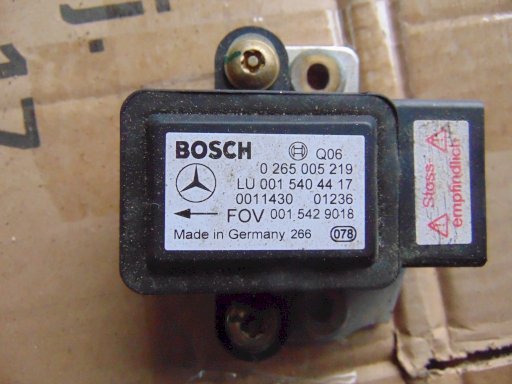 BOSCH Q06
0 265 005 219
LU 001 540 44 17
0011430 01236
FOV 001 542 9018
Made in Germany 266 078
Stoss-
empfindlich
17